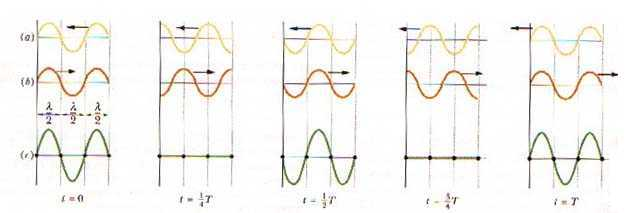 (a)
(b)
λ/2 λ/2 λ/2
(c)
t = 0 t = 1/4 T t = 1/2 T t = 3/4 T t = T